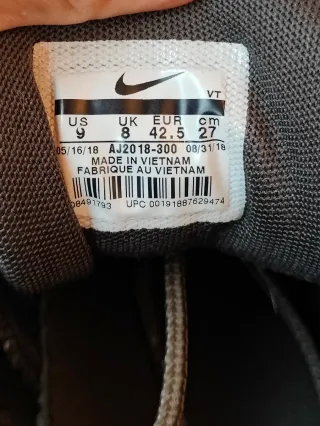 VT
US UK EUR cm
9 8 42.5 27
05/16/18 AJ2018-300 08/31/18
MADE IN VIETNAM
FABRIQUE AU VIETNAM
UPC 00191887629474